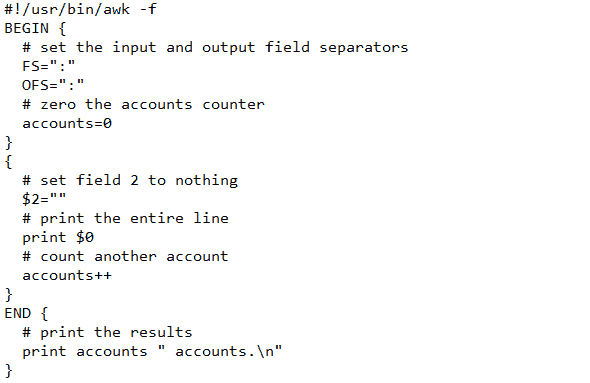 #!/usr/bin/awk -f
BEGIN {
  # set the input and output field separators
  FS=":"
  OFS=":"
  # zero the accounts counter
  accounts=0
}
{
  # set field 2 to nothing
  $2=""
  # print the entire line
  print $0
  # count another account
  accounts++
}
END {
  # print the results
  print accounts " accounts.\n"
}